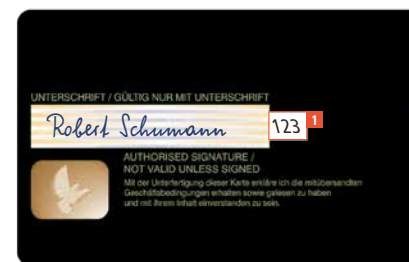 UNTERSCHRIFT / GÜLTIG NUR MIT UNTERSCHRIFT
Robert Schumann 123 1
AUTHORISED SIGNATURE /
NOT VALID UNLESS SIGNED
Mit der Unterfertigung dieser Karte erkläre ich die mitübersandten
Geschäftsbedingungen erhalten sowie gelesen zu haben
und mit ihrem Inhalt einverstanden zu sein.